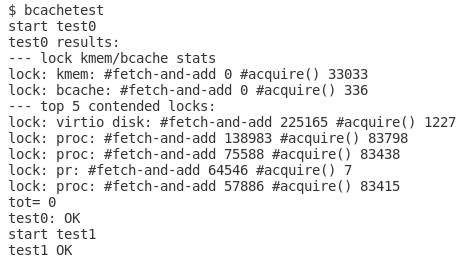 $ bcachetest
start test0
test0 results:
--- lock kmem/bcache stats
lock: kmem: #fetch-and-add 0 #acquire() 33033
lock: bcache: #fetch-and-add 0 #acquire() 336
--- top 5 contended locks:
lock: virtio disk: #fetch-and-add 225165 #acquire() 1227
lock: proc: #fetch-and-add 138983 #acquire() 83798
lock: proc: #fetch-and-add 75588 #acquire() 83438
lock: pr: #fetch-and-add 64546 #acquire() 7
lock: proc: #fetch-and-add 57886 #acquire() 83415
tot= 0
test0: OK
start test1
test1 OK